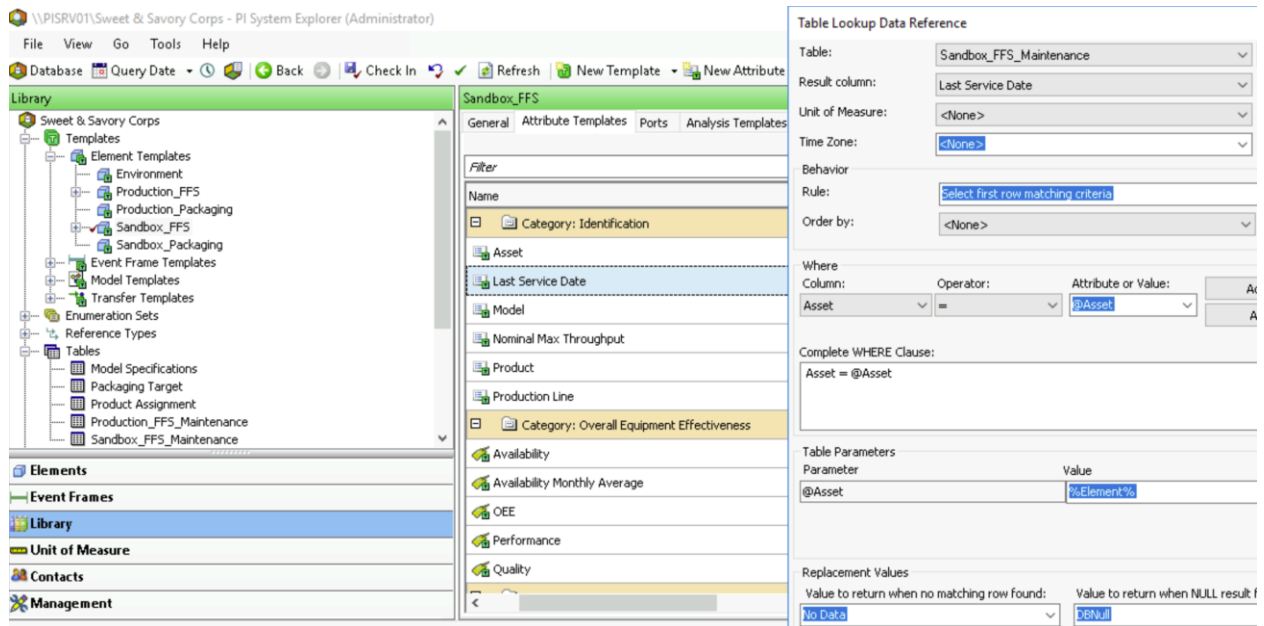 \\PISRV01\Sweet & Savory Corps - PI System Explorer (Administrator)
File View Go Tools Help
Database Query Date Back Check In Refresh New Template New Attribute
Library
Sweet & Savory Corps
Templates
Element Templates
Environment
Production_FFS
Production_Packaging
Sandbox_FFS
Sandbox_Packaging
Event Frame Templates
Model Templates
Transfer Templates
Enumeration Sets
Reference Types
Tables
Model Specifications
Packaging Target
Product Assignment
Production_FFS_Maintenance
Sandbox_FFS_Maintenance
Elements
Event Frames
Library
Unit of Measure
Contacts
Management
Sandbox_FFS
General Attribute Templates Ports Analysis Templates
Filter
Name
Category: Identification
Asset
Last Service Date
Model
Nominal Max Throughput
Product
Production Line
Category: Overall Equipment Effectiveness
Availability
Availability Monthly Average
OEE
Performance
Quality
Table Lookup Data Reference
Table: Sandbox_FFS_Maintenance
Result column: Last Service Date
Unit of Measure: <None>
Time Zone: <None>
Behavior
Rule: Select first row matching criteria
Order by: <None>
Where
Column: Operator: Attribute or Value:
Asset = @Asset
Complete WHERE Clause:
Asset = @Asset
Table Parameters
Parameter Value
@Asset %Element%
Replacement Values
Value to return when no matching row found: Value to return when NULL result
No Data DBNull